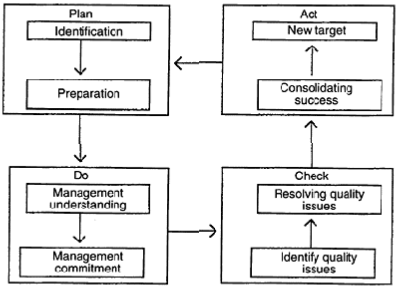 Plan
Identification
Preparation
Act
New target
Consolidating
success
Do
Management
understanding
Management
commitment
Check
Resolving quality
issues
Identify quality
issues